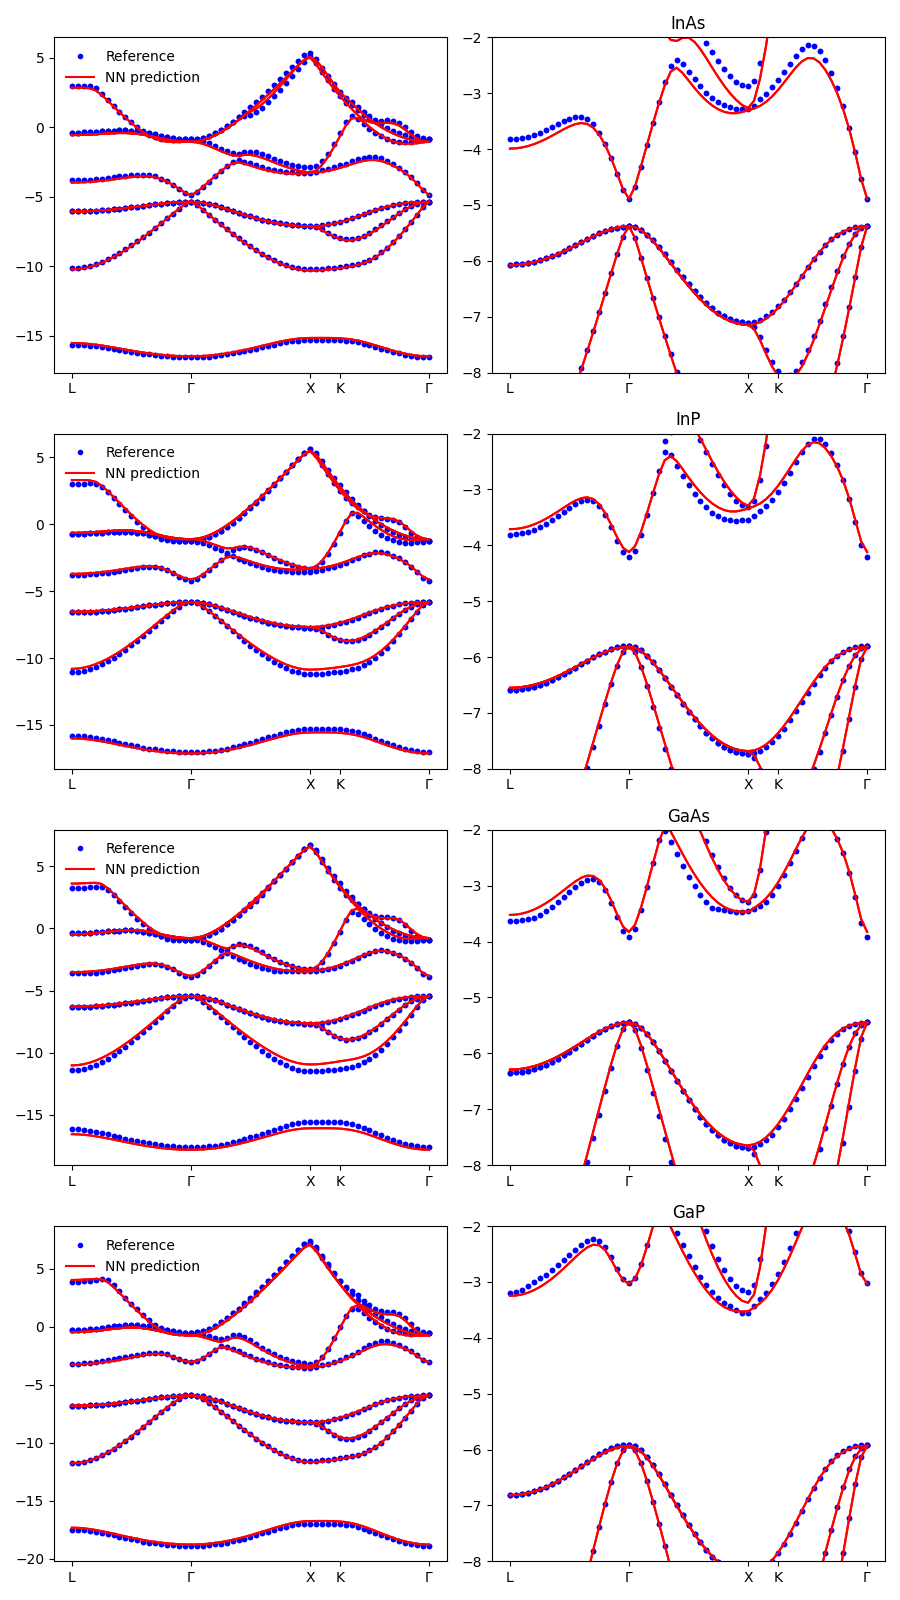 InAs
5
0
−5
−10
−15
Reference
NN prediction
L Γ X K Γ
−2
−3
−4
−5
−6
−7
−8
L Γ X K Γ
InP
5
0
−5
−10
−15
Reference
NN prediction
L Γ X K Γ
−2
−3
−4
−5
−6
−7
−8
L Γ X K Γ
GaAs
5
0
−5
−10
−15
Reference
NN prediction
L Γ X K Γ
−2
−3
−4
−5
−6
−7
−8
L Γ X K Γ
GaP
5
0
−5
−10
−15
−20
Reference
NN prediction
L Γ X K Γ
−2
−3
−4
−5
−6
−7
−8
L Γ X K Γ